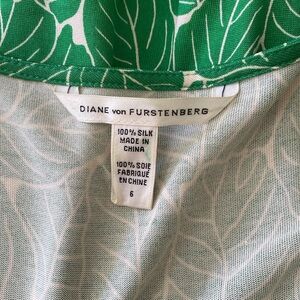 DIANE von FURSTENBERG
100% SILK
MADE IN
CHINA
100% SOIE
FABRIQUÉ
EN CHINE
6